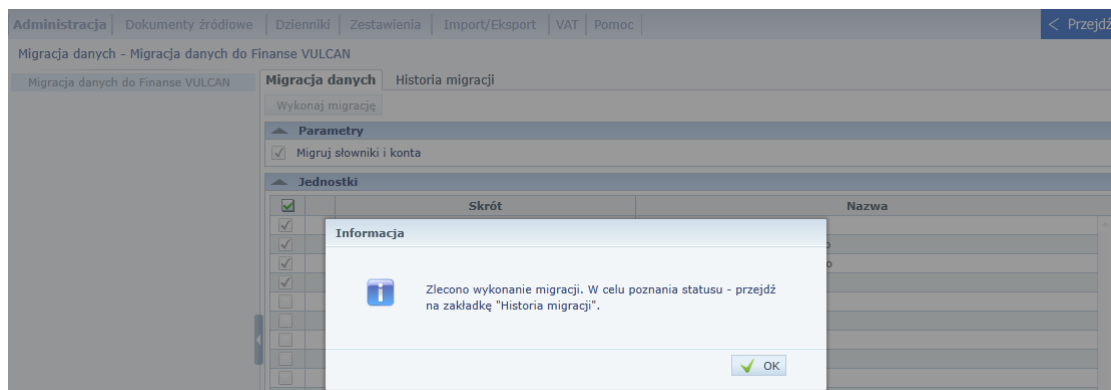 Administracja Dokumenty źródłowe Dzienniki Zestawienia Import/Eksport VAT Pomoc < Przejdź
Migracja danych - Migracja danych do Finanse VULCAN
Migracja danych do Finanse VULCAN
Migracja danych Historia migracji
Wykonaj migrację
Parametry
Migruj słowniki i konta
Jednostki
Skrót Nazwa
Informacja
Zlecono wykonanie migracji. W celu poznania statusu - przejdź
na zakładkę "Historia migracji".
OK